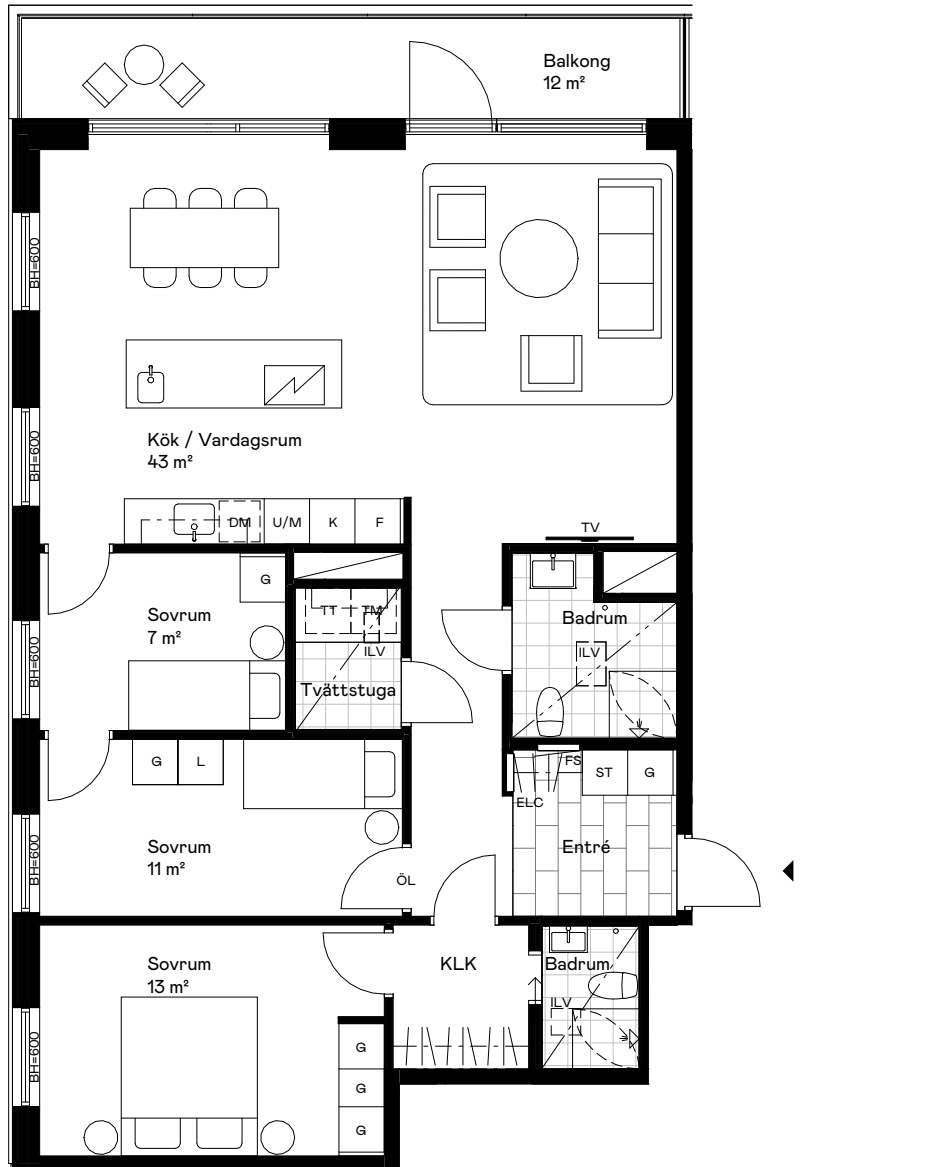 Balkong
12 m²
BH=600
BH=600
Kök / Vardagsrum
43 m²
DM
U/M
K
F
TV
G
Sovrum
7 m²
TT
TM
ILV
Tvättstuga
Badrum
ILV
BH=600
G
L
FS
ST
G
ELC
Sovrum
11 m²
Entré
BH=600
ÖL
Sovrum
13 m²
KLK
Badrum
ILV
BH=600
G
G
G